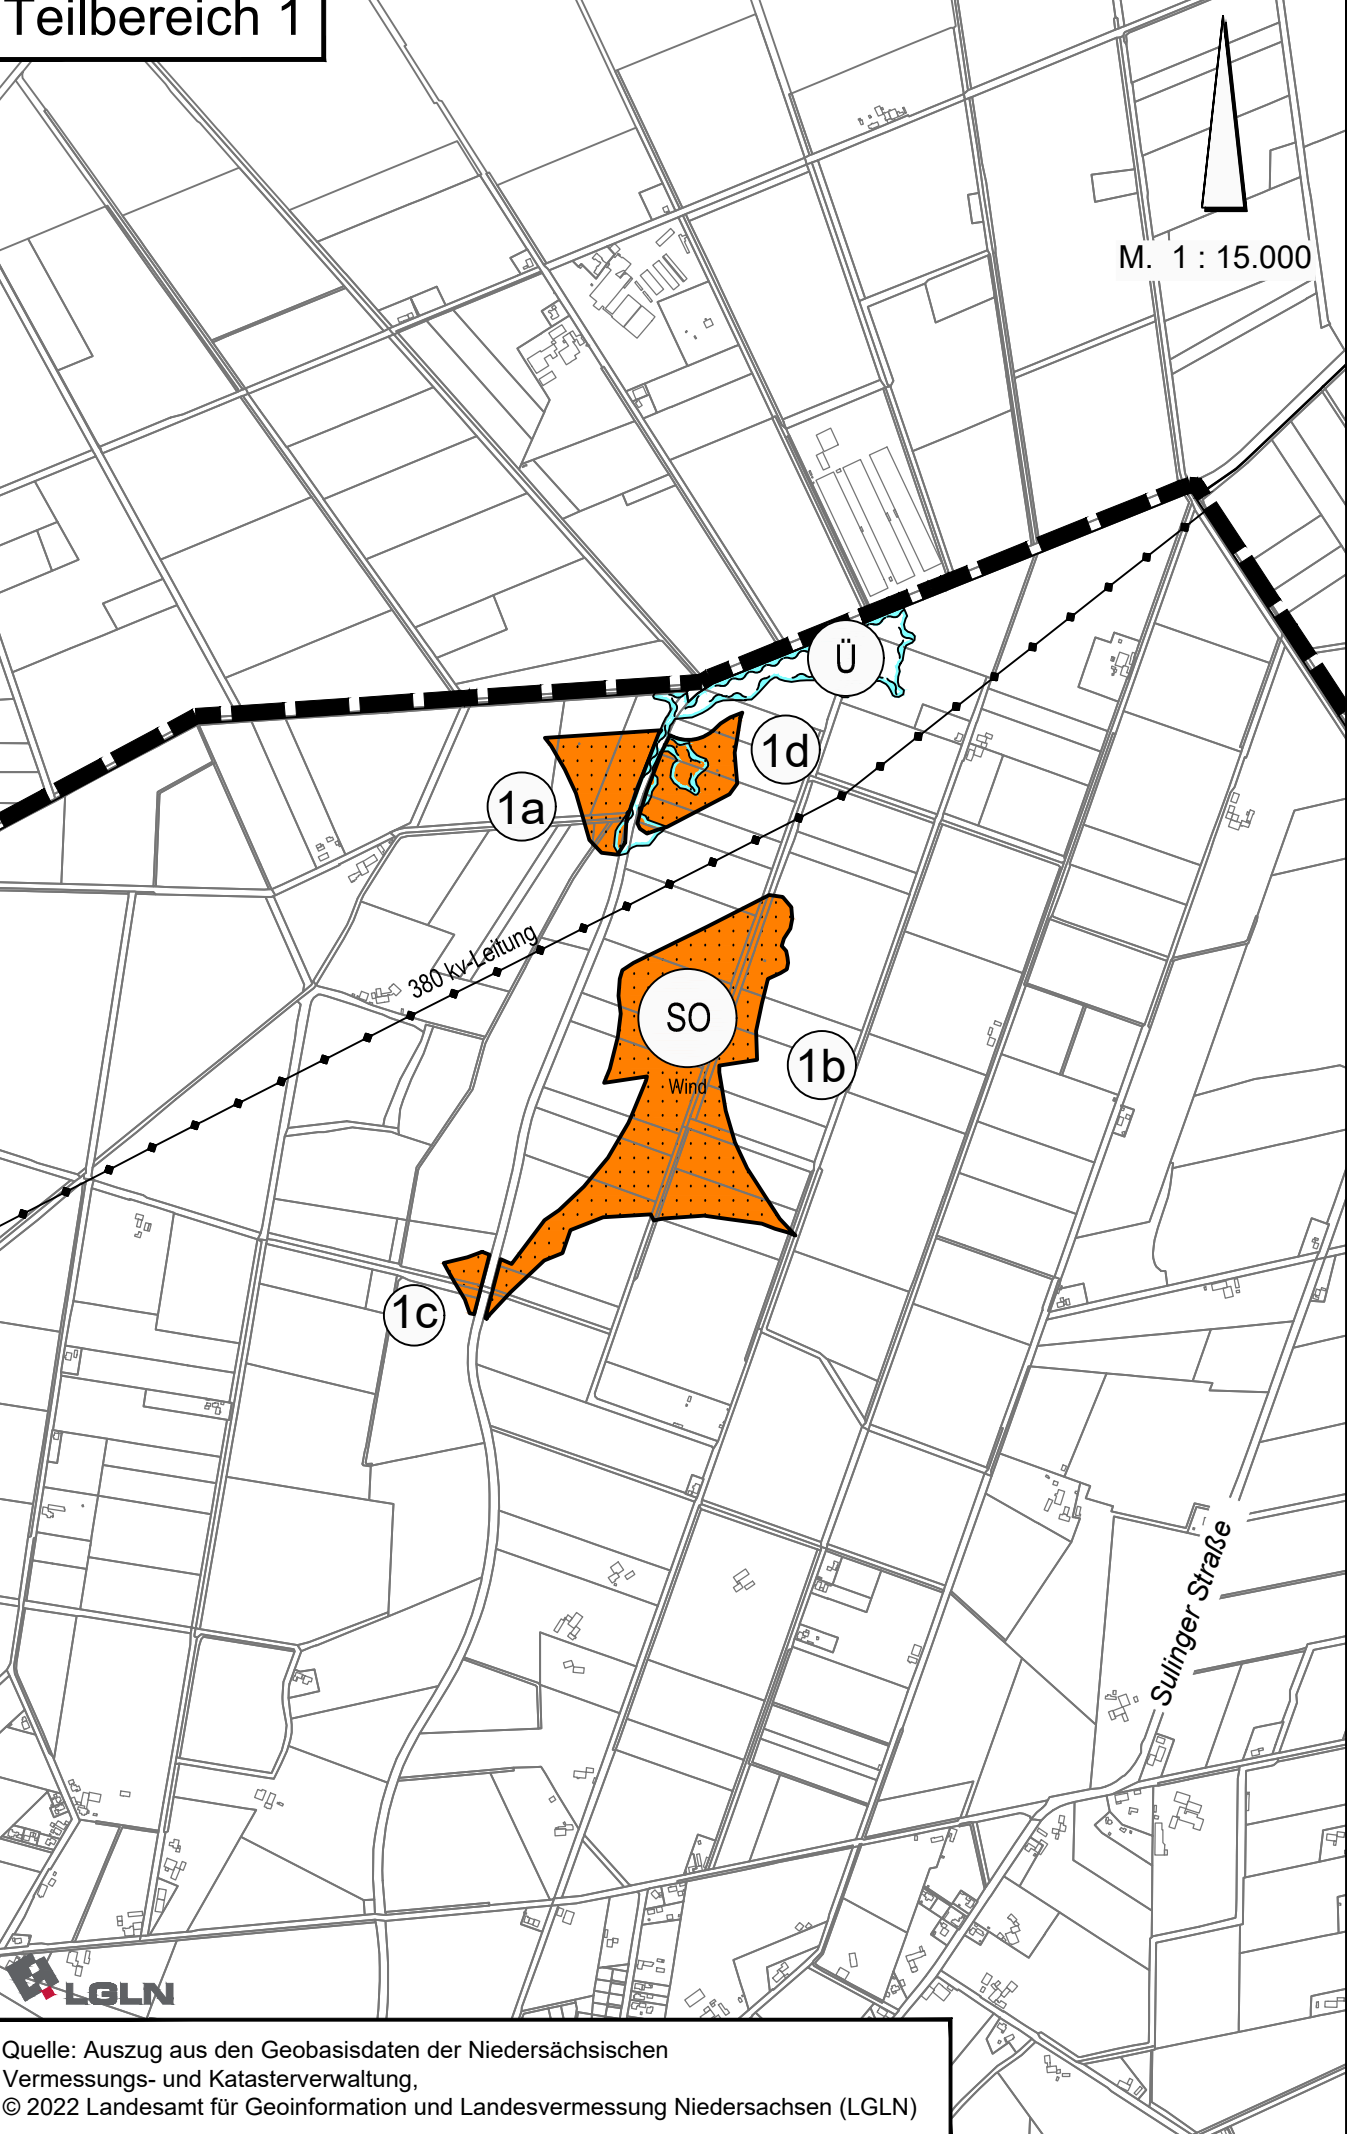 Teilbereich 1
M. 1 : 15.000
Ü
1d
1a
380 kv-Leitung
SO
Wind
1b
1c
Sulinger Straße
LGLN
Quelle: Auszug aus den Geobasisdaten der Niedersächsischen
Vermessungs- und Katasterverwaltung,
© 2022 Landesamt für Geoinformation und Landesvermessung Niedersachsen (LGLN)